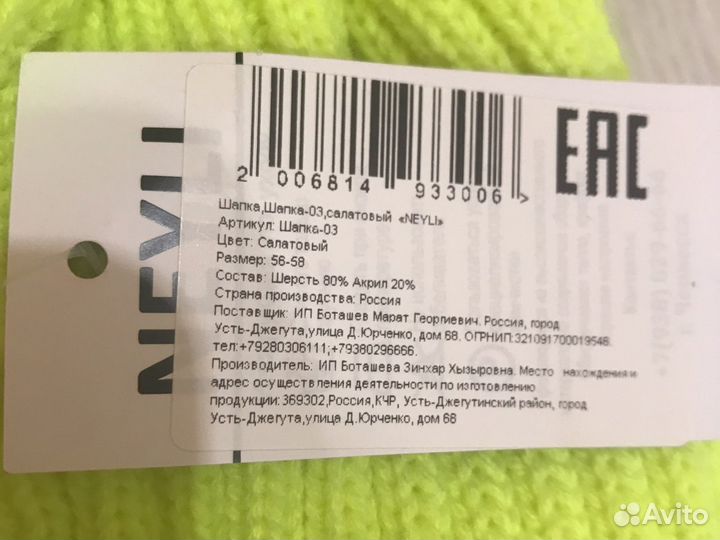 NEYLI
EAC
2 006814 933006 >
Шапка,Шапка-03,салатовый «NEYLI»
Артикул: Шапка-03
Цвет: Салатовый
Размер: 56-58
Состав: Шерсть 80% Акрил 20%
Страна производства: Россия
Поставщик: ИП Боташев Марат Георгиевич. Россия, город
Усть-Джегута,улица Д.Юрченко, дом 68. ОГРНИП:321091700019548.
тел:+79280306111;+79380296666.
Производитель: ИП Боташева Зинхар Хызыровна. Место нахождения и
адрес осуществления деятельности по изготовлению
продукции: 369302,Россия,КЧР, Усть-Джегутинский район, город
Усть-Джегута,улица Д.Юрченко, дом 68
Avito